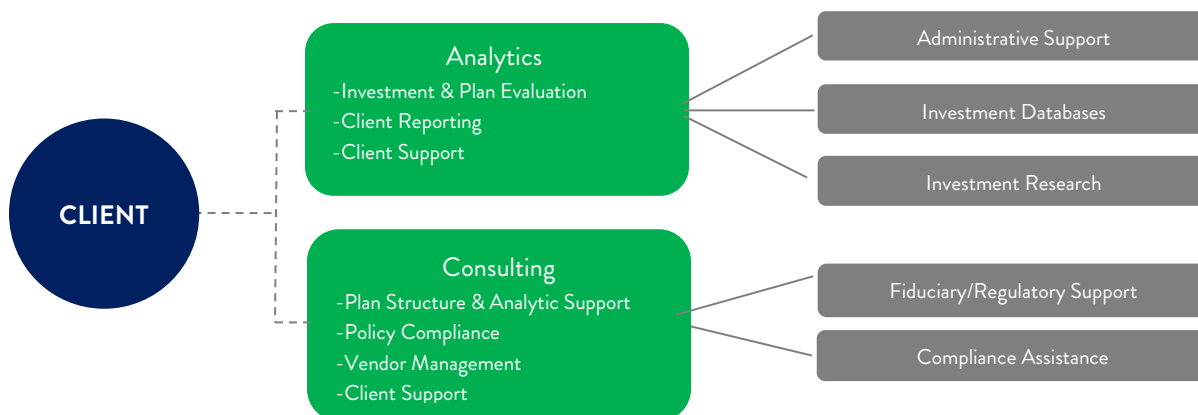 CLIENT
Analytics
-Investment & Plan Evaluation
-Client Reporting
-Client Support
Consulting
-Plan Structure & Analytic Support
-Policy Compliance
-Vendor Management
-Client Support
Administrative Support
Investment Databases
Investment Research
Fiduciary/Regulatory Support
Compliance Assistance